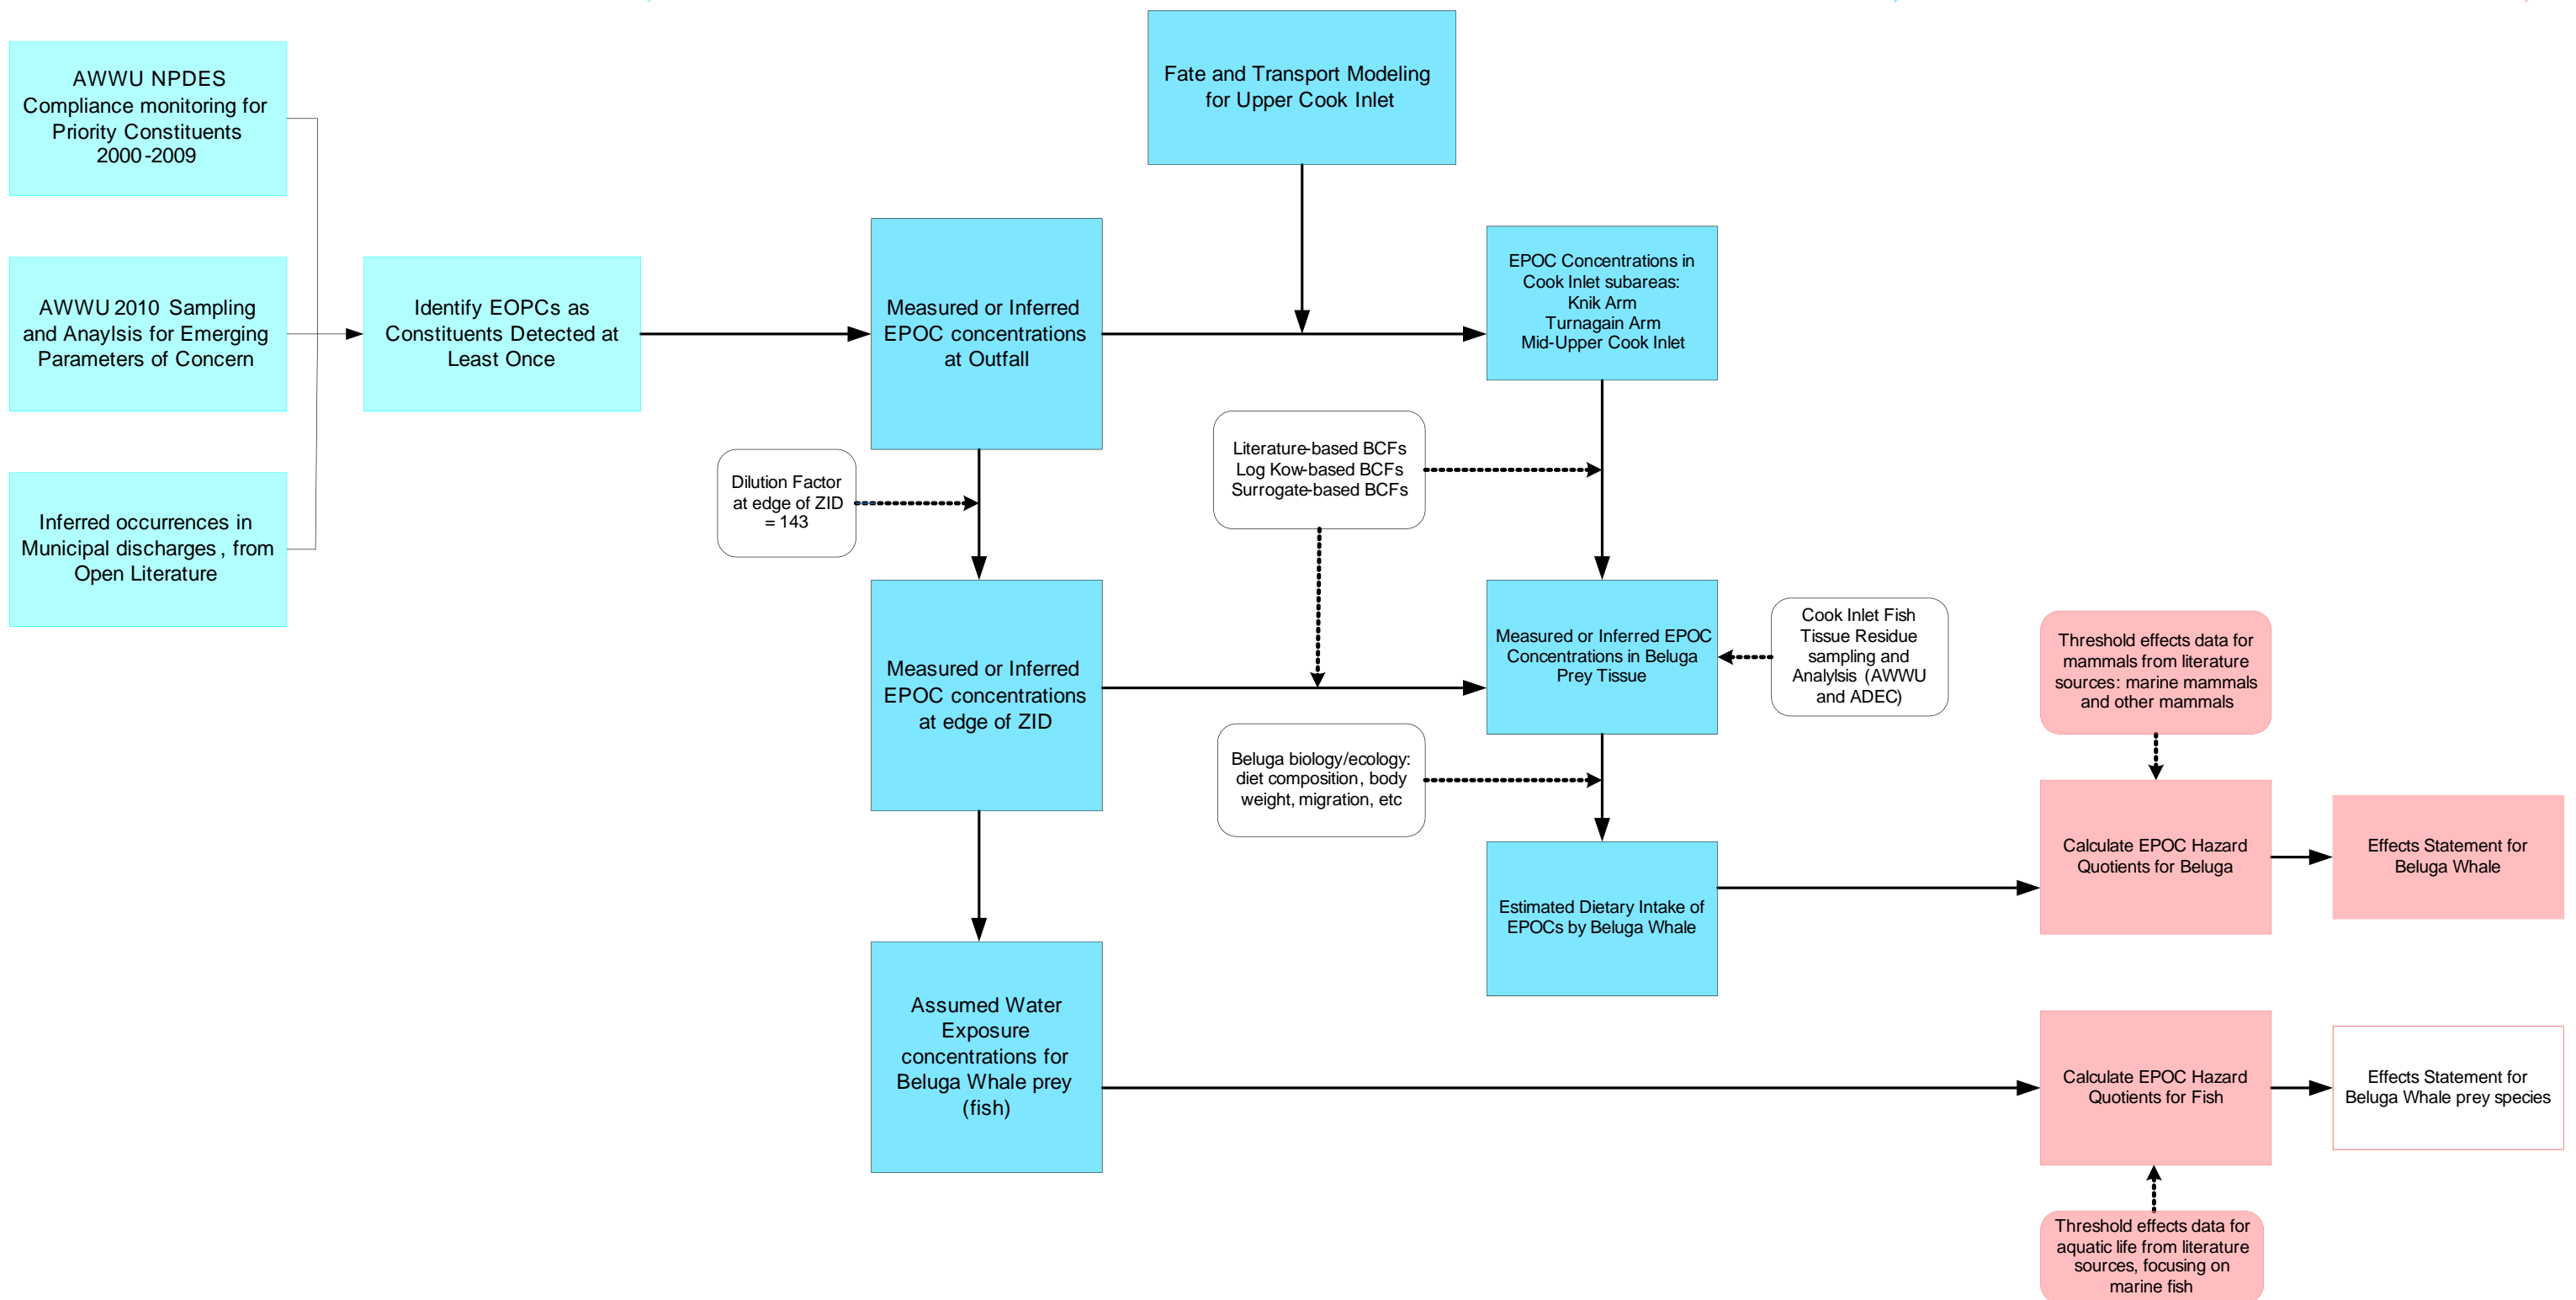 AWWU NPDES
Compliance monitoring for
Priority Constituents
2000-2009
AWWU 2010 Sampling
and Anaylsis for Emerging
Parameters of Concern
Inferred occurrences in
Municipal discharges, from
Open Literature
Identify EOPCs as
Constituents Detected at
Least Once
Fate and Transport Modeling
for Upper Cook Inlet
Measured or Inferred
EPOC concentrations
at Outfall
EPOC Concentrations in
Cook Inlet subareas:
Knik Arm
Turnagain Arm
Mid-Upper Cook Inlet
Dilution Factor
at edge of ZID
= 143
Literature-based BCFs
Log Kow-based BCFs
Surrogate-based BCFs
Measured or Inferred
EPOC concentrations
at edge of ZID
Measured or Inferred EPOC
Concentrations in Beluga
Prey Tissue
Cook Inlet Fish
Tissue Residue
sampling and
Analylsis (AWWU
and ADEC)
Beluga biology/ecology:
diet composition, body
weight, migration, etc
Threshold effects data for
mammals from literature
sources: marine mammals
and other mammals
Estimated Dietary Intake of
EPOCs by Beluga Whale
Calculate EPOC Hazard
Quotients for Beluga
Effects Statement for
Beluga Whale
Assumed Water
Exposure
concentrations for
Beluga Whale prey
(fish)
Calculate EPOC Hazard
Quotients for Fish
Effects Statement for
Beluga Whale prey species
Threshold effects data for
aquatic life from literature
sources, focusing on
marine fish